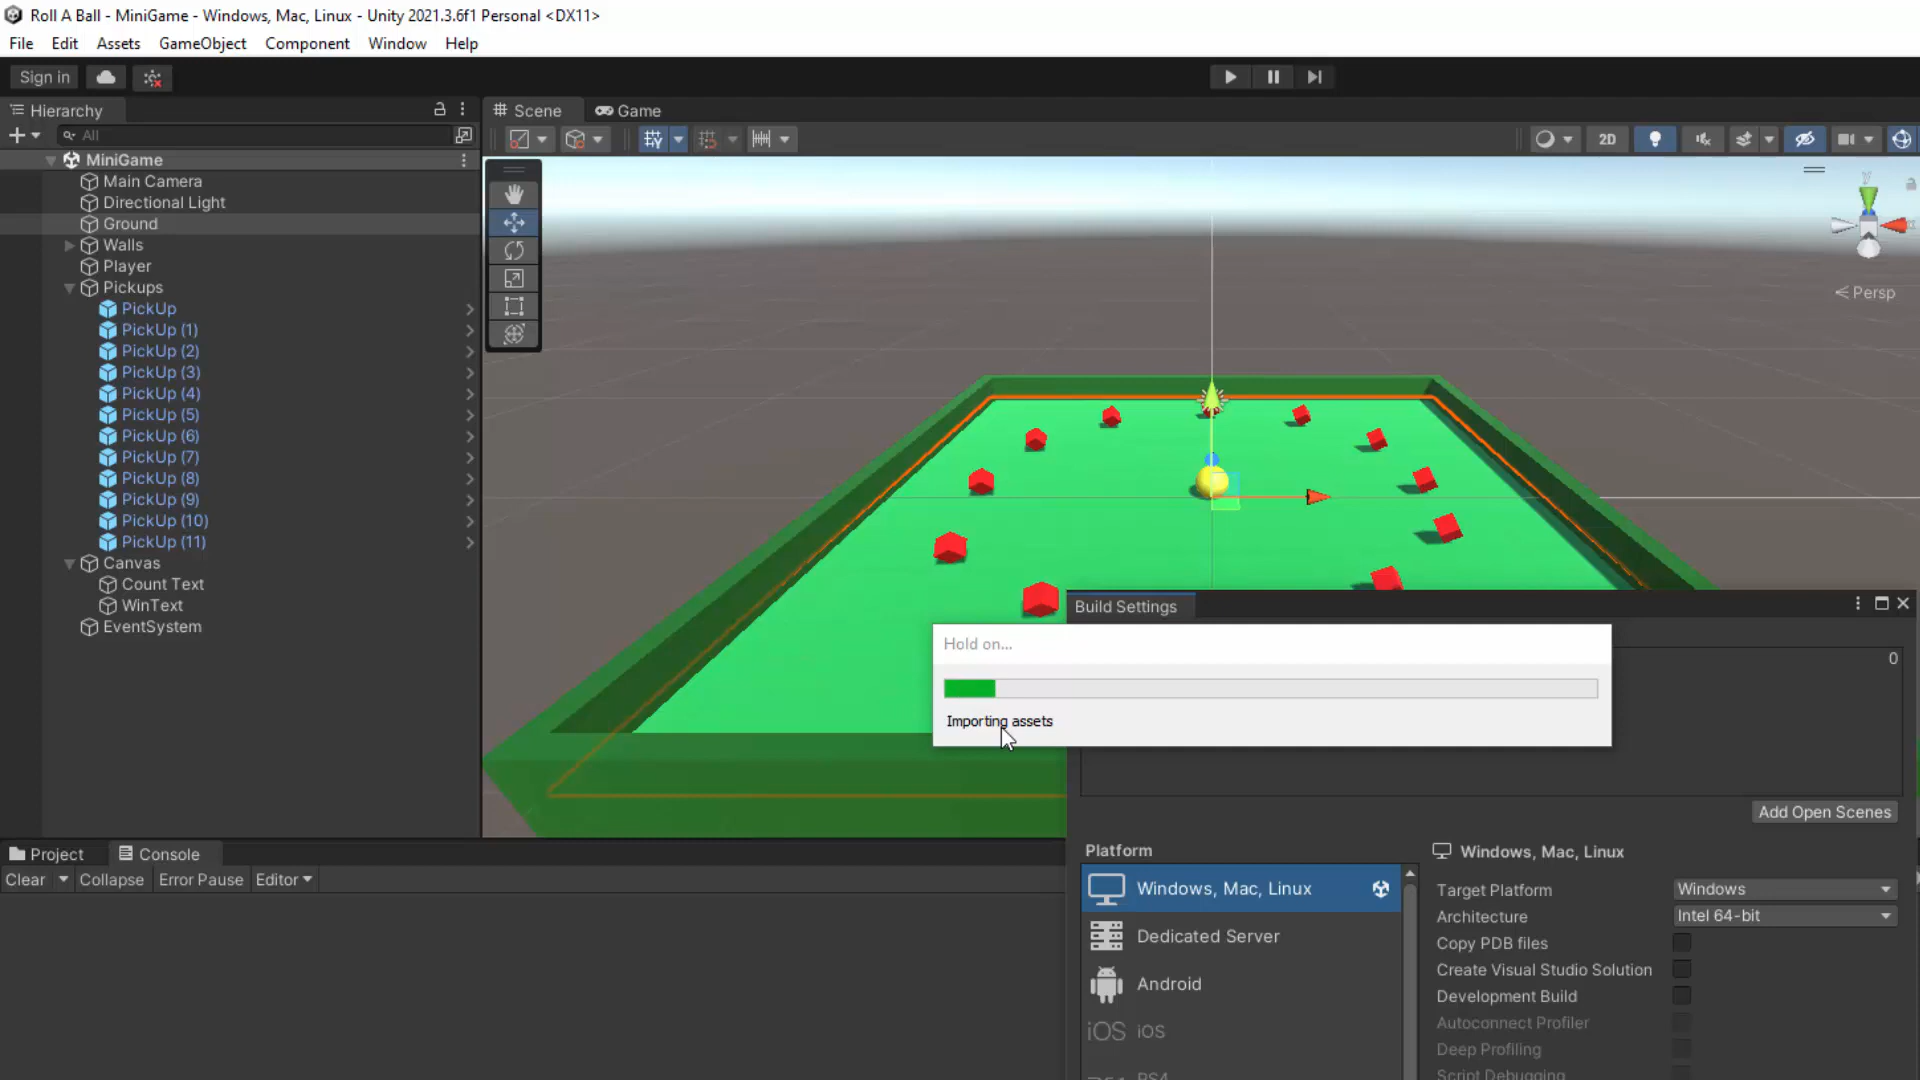 Roll A Ball - MiniGame - Windows, Mac, Linux - Unity 2021.3.6f1 Personal <DX11>
File Edit Assets GameObject Component Window Help
Sign in
Hierarchy
All
MiniGame
Main Camera
Directional Light
Ground
Walls
Player
Pickups
PickUp
PickUp (1)
PickUp (2)
PickUp (3)
PickUp (4)
PickUp (5)
PickUp (6)
PickUp (7)
PickUp (8)
PickUp (9)
PickUp (10)
PickUp (11)
Canvas
Count Text
WinText
EventSystem
Scene Game
2D
y
Persp
Build Settings
0
Hold on...
Importing assets
Add Open Scenes
Project Console
Clear Collapse Error Pause Editor
Platform
Windows, Mac, Linux
Dedicated Server
Android
iOS iOS
PS4
Windows, Mac, Linux
Target Platform Windows
Architecture Intel 64-bit
Copy PDB files
Create Visual Studio Solution
Development Build
Autoconnect Profiler
Deep Profiling
Script Debugging